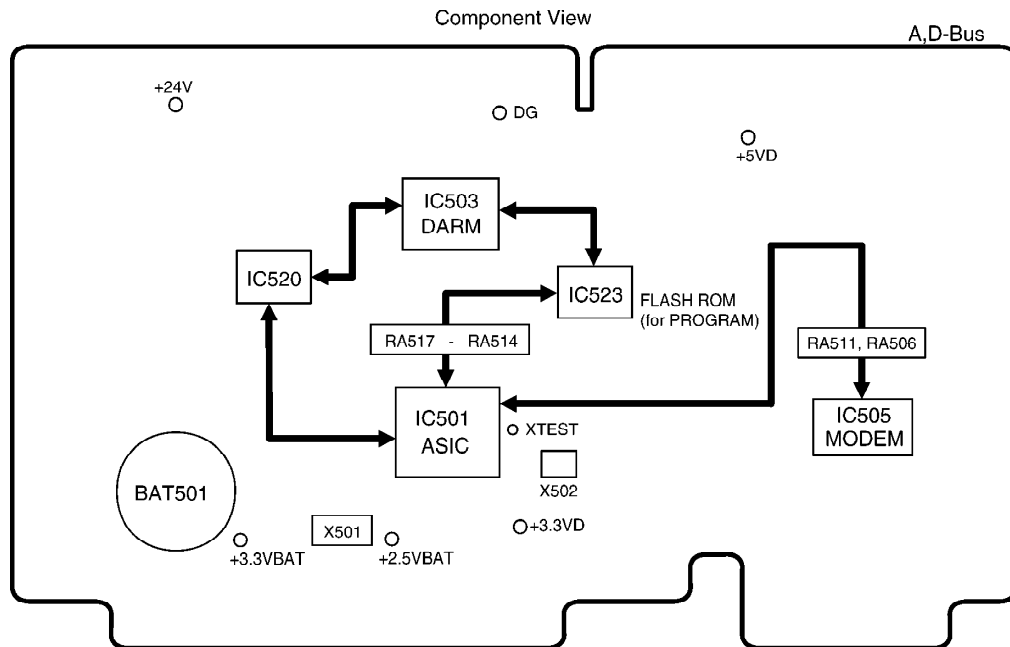 Component View
A,D-Bus
+24V
DG
+5VD
IC503
DARM
IC520
IC523
FLASH ROM
(for PROGRAM)
RA517 - RA514
RA511, RA506
IC501
ASIC
XTEST
IC505
MODEM
X502
BAT501
X501
+3.3VD
+3.3VBAT
+2.5VBAT